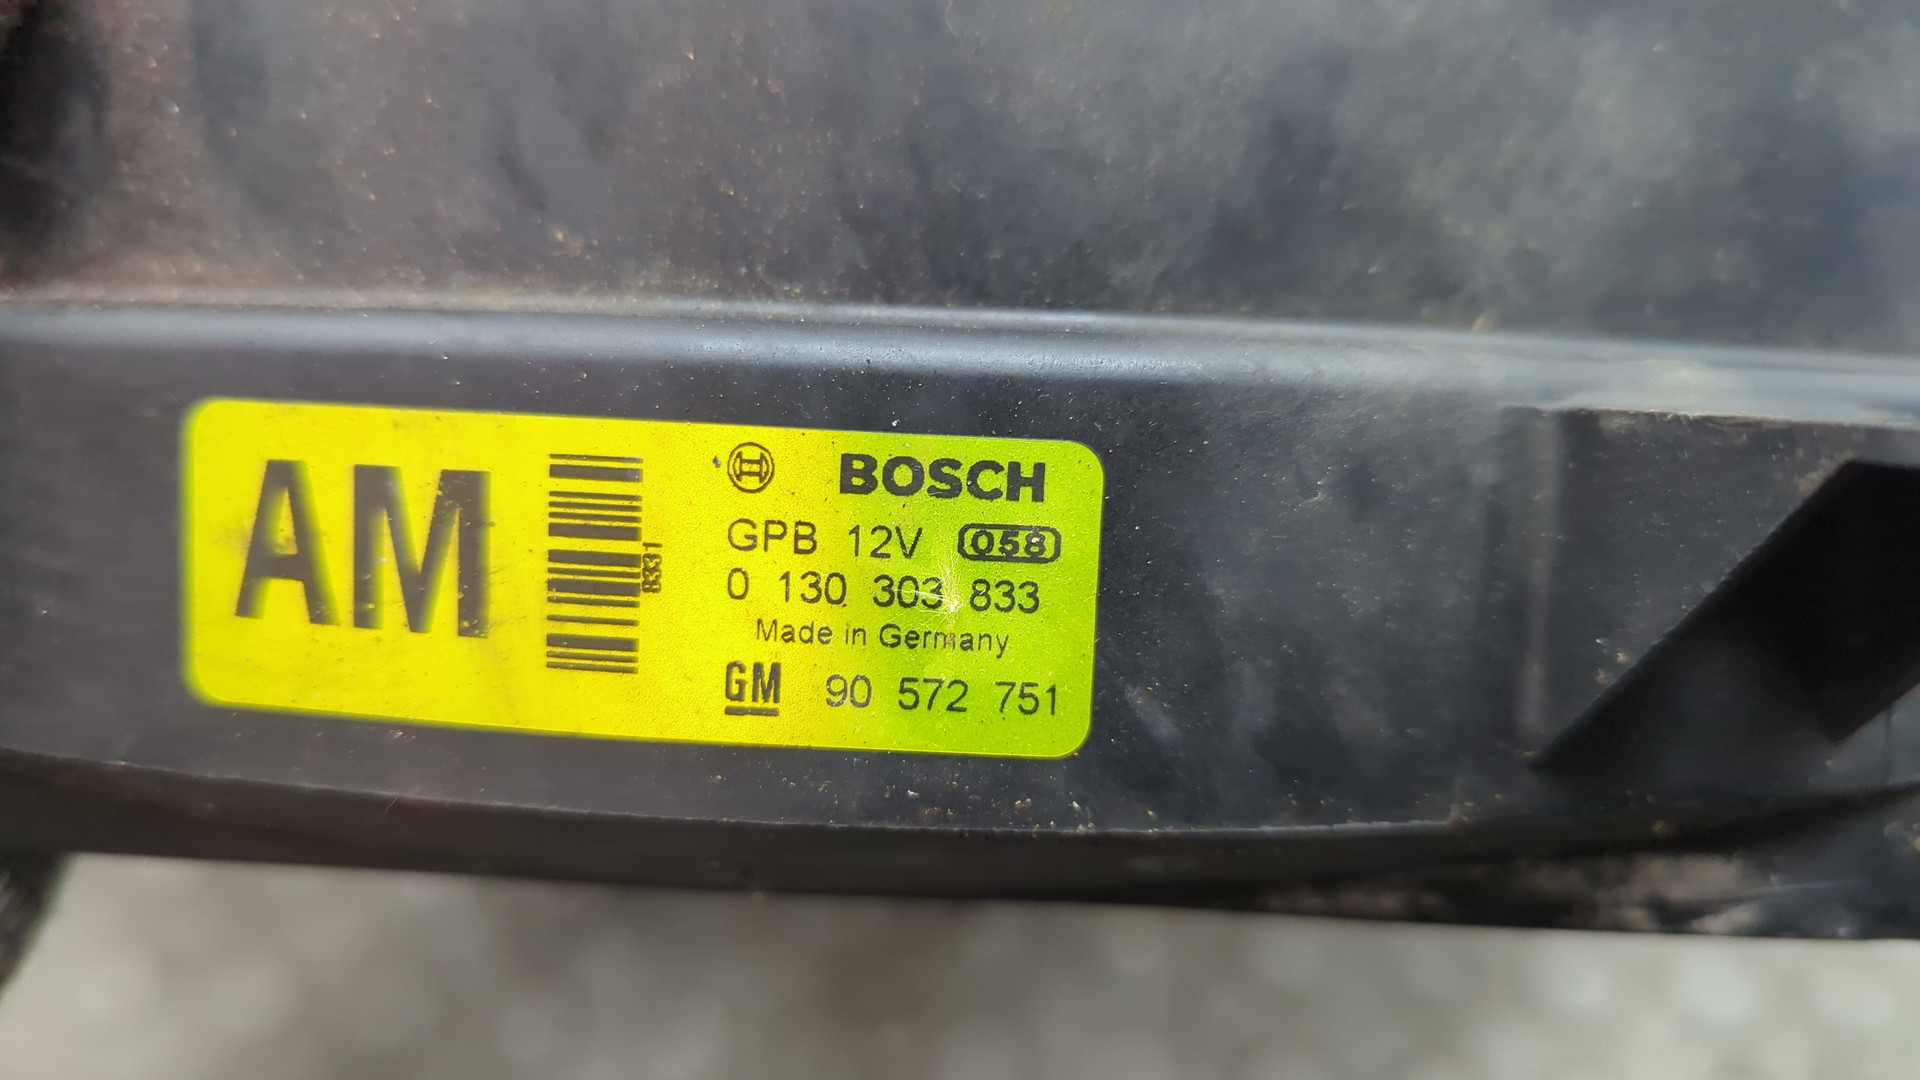 AM
8331
BOSCH
GPB 12V 058
0 130 303 833
Made in Germany
GM 90 572 751